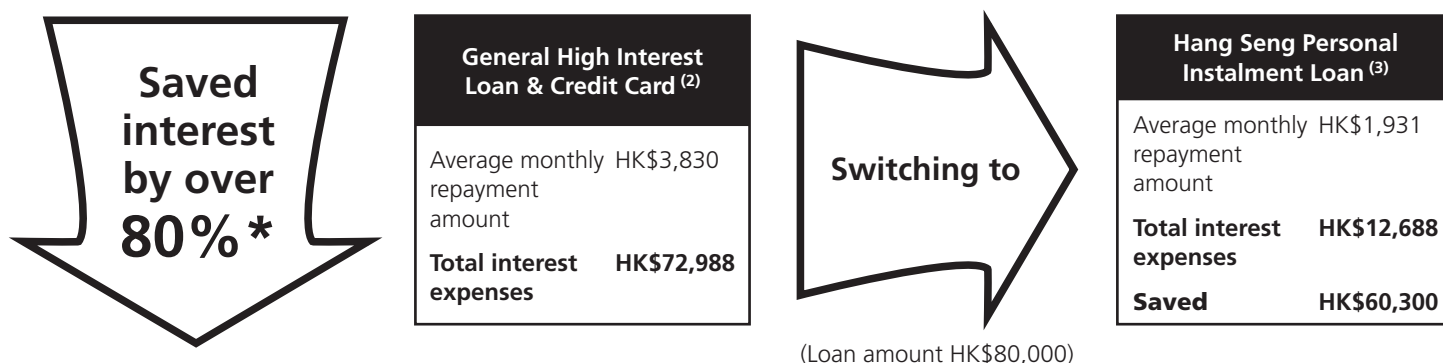 Saved
interest
by over
80%*
General High Interest
Loan & Credit Card (2)
Average monthly HK$3,830
repayment
amount
Total interest HK$72,988
expenses
Switching to
(Loan amount HK$80,000)
Hang Seng Personal
Instalment Loan (3)
Average monthly HK$1,931
repayment
amount
Total interest HK$12,688
expenses
Saved HK$60,300